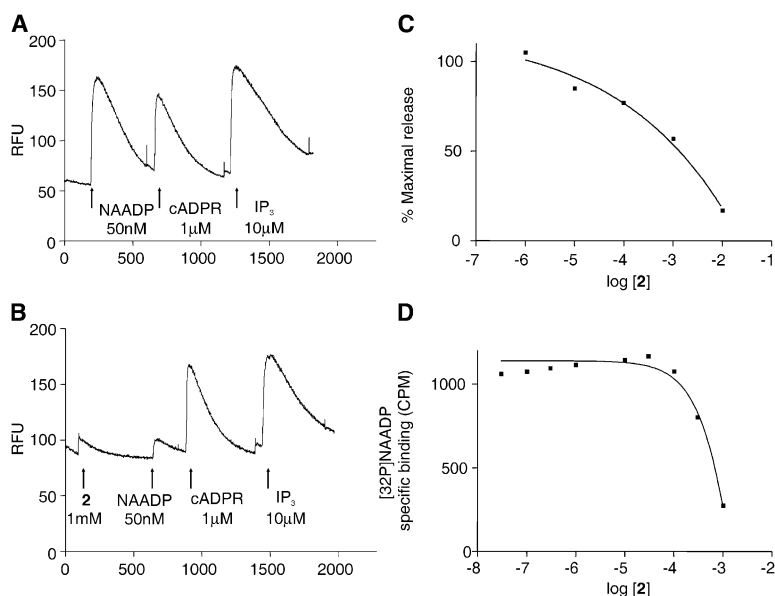 A
RFU
200
150
100
50
0
NAADP cADPR IP₃
50nM 1μM 10μM
0 500 1000 1500 2000
B
RFU
200
150
100
50
0
2 NAADP cADPR IP₃
1mM 50nM 1μM 10μM
0 500 1000 1500 2000
C
% Maximal release
100
50
0
-7 -6 -5 -4 -3 -2 -1
log [2]
D
[32P]NAADP
specific binding (CPM)
1000
500
0
-8 -7 -6 -5 -4 -3 -2
log [2]